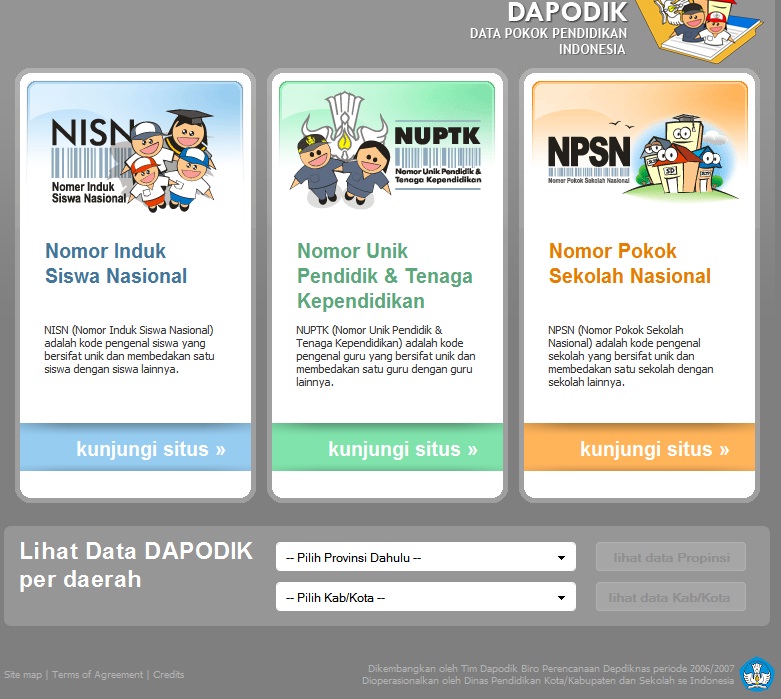 DAPODIK
DATA POKOK PENDIDIKAN
INDONESIA
NISN
Nomer Induk
Siswa Nasional
Nomor Induk
Siswa Nasional
NISN (Nomor Induk Siswa Nasional)
adalah kode pengenal siswa yang
bersifat unik dan membedakan satu
siswa dengan siswa lainnya.
kunjungi situs »
NUPTK
Nomor Unik Pendidik &
Tenaga Kependidikan
Nomor Unik
Pendidik & Tenaga
Kependidikan
NUPTK (Nomor Unik Pendidik &
Tenaga Kependidikan) adalah kode
pengenal guru yang bersifat unik dan
membedakan satu guru dengan guru
lainnya.
kunjungi situs »
NPSN
Nomor Pokok Sekolah Nasional
SD
Nomor Pokok
Sekolah Nasional
NPSN (Nomor Pokok Sekolah
Nasional) adalah kode pengenal
sekolah yang bersifat unik dan
membedakan satu sekolah dengan
sekolah lainnya.
kunjungi situs »
Lihat Data DAPODIK
per daerah
-- Pilih Provinsi Dahulu --
lihat data Propinsi
-- Pilih Kab/Kota --
lihat data Kab/Kota
Site map | Terms of Agreement | Credits
Dikembangkan oleh Tim Dapodik Biro Perencanaan Depdiknas periode 2006/2007
Dioperasionalkan oleh Dinas Pendidikan Kota/Kabupaten dan Sekolah se Indonesia